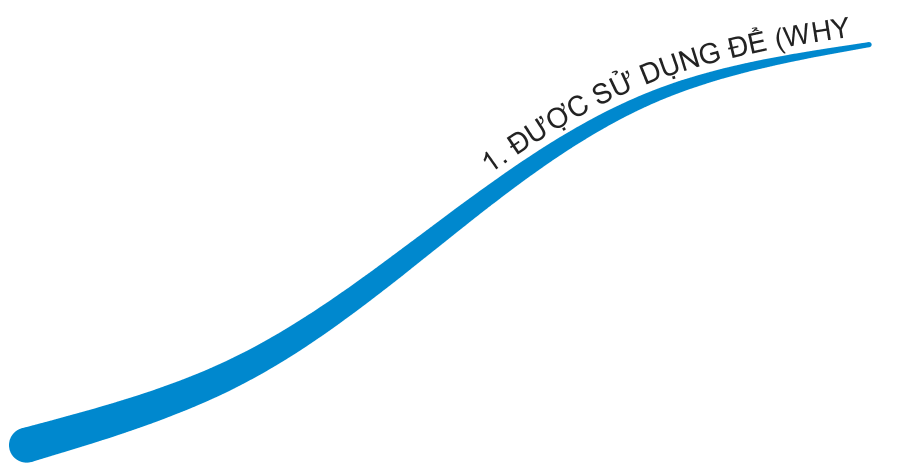 1. ĐƯỢC SỬ DỤNG ĐỂ (WHY